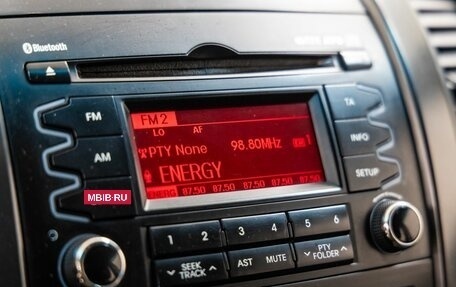 Bluetooth
FM 2
LO AF
PTY None 98.80MHz
ENERGY
ENERG 87.50 87.50 87.50 87.50 87.50
FM
AM
MBIB·RU
TA
INFO
SETUP
1 2 3 4 5 6
SEEK TRACK
AST MUTE
PTY FOLDER